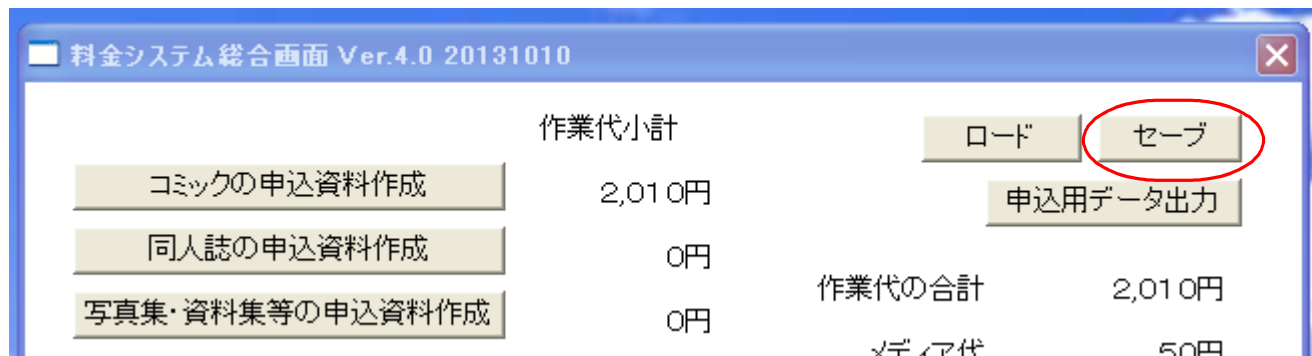 料金システム総合画面 Ver.4.0 20131010
作業代小計
ロード
セーブ
コミックの申込資料作成
2,010円
申込用データ出力
同人誌の申込資料作成
0円
作業代の合計
2,010円
写真集・資料集等の申込資料作成
0円
メディア代
50円